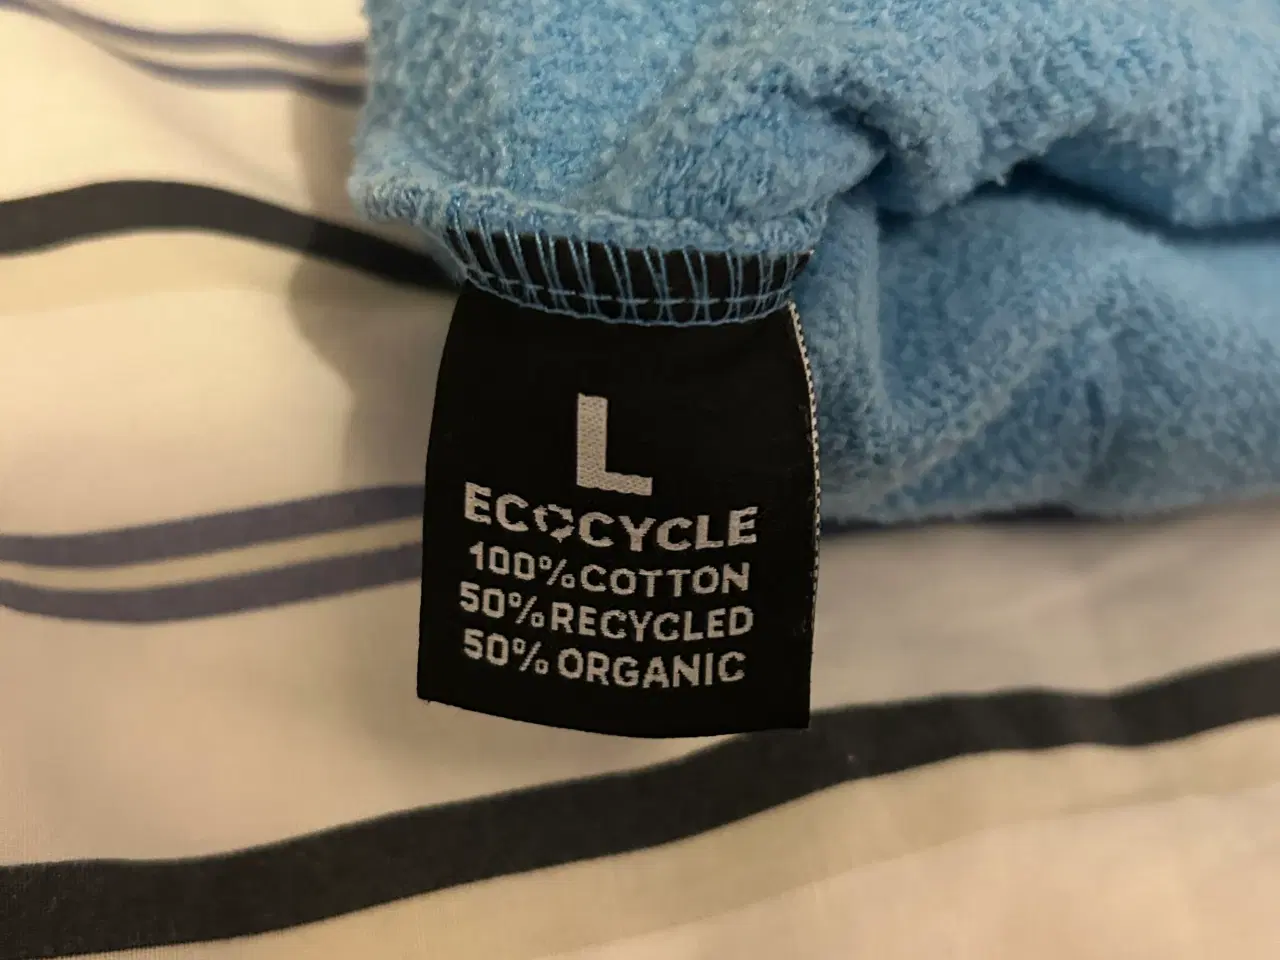 L
ECOCYCLE
100% COTTON
50% RECYCLED
50% ORGANIC